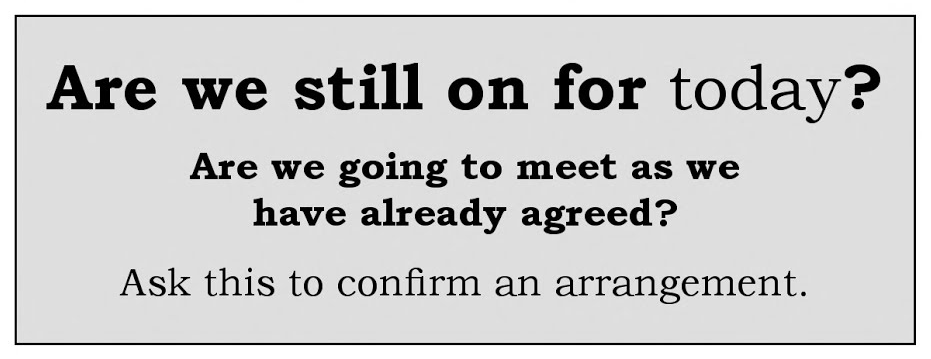 Are we still on for today?
Are we going to meet as we
have already agreed?
Ask this to confirm an arrangement.